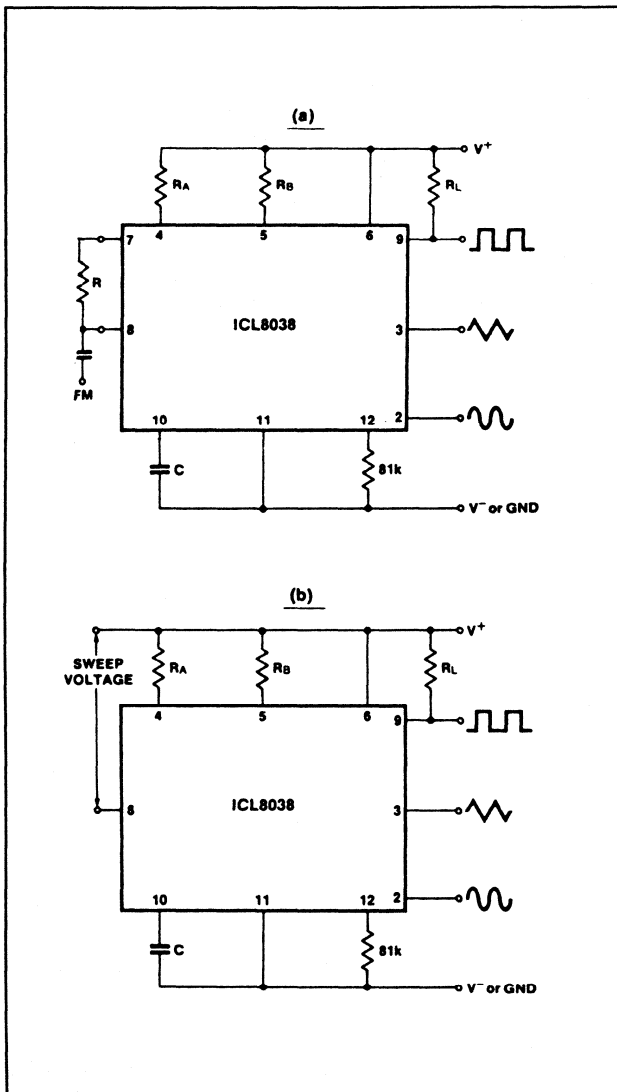 (a)
V+
RA
RB
RL
7
4
5
6
9
R
8
ICL8038
3
FM
10
11
12
2
C
81k
V− or GND
(b)
V+
SWEEP
VOLTAGE
RA
RB
RL
4
5
6
9
8
ICL8038
3
10
11
12
2
C
81k
V− or GND